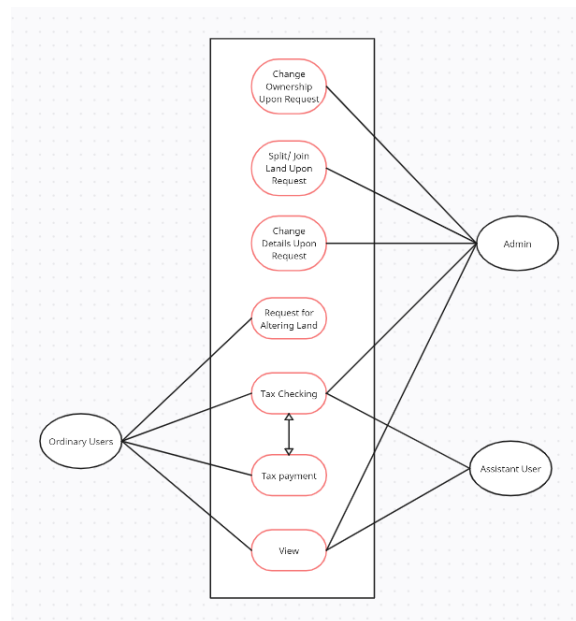 Change
Ownership
Upon Request
Split/ Join
Land Upon
Request
Change
Details Upon
Request
Admin
Request for
Altering Land
Tax Checking
Ordinary Users
Tax payment
Assistant User
View